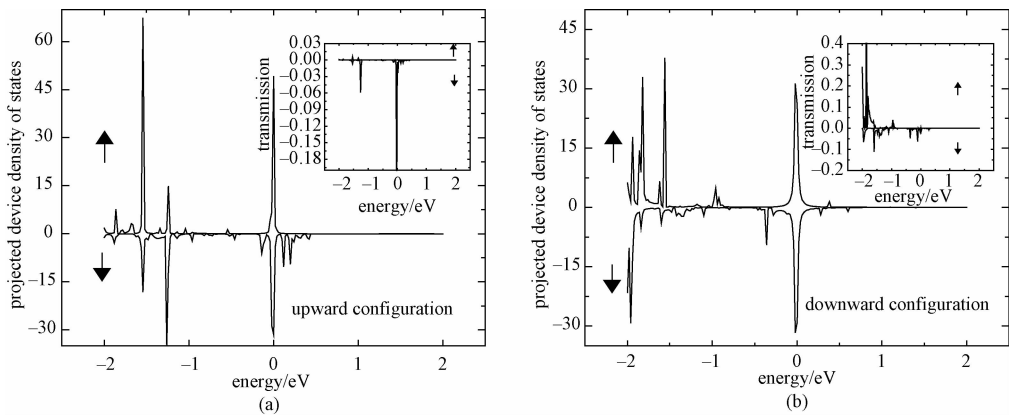 projected device density of states
60
45
30
15
0
−15
−30
−2
−1
0
1
2
energy/eV
(a)
upward configuration
transmission
0.03
0.00
−0.03
−0.06
−0.09
−0.12
−0.15
−0.18
−2 −1 0 1 2
energy/eV
projected device density of states
45
30
15
0
−15
−30
−2
−1
0
1
2
energy/eV
(b)
downward configuration
transmission
0.4
0.3
0.2
0.1
0.0
−0.1
−0.2
−2 −1 0 1 2
energy/eV